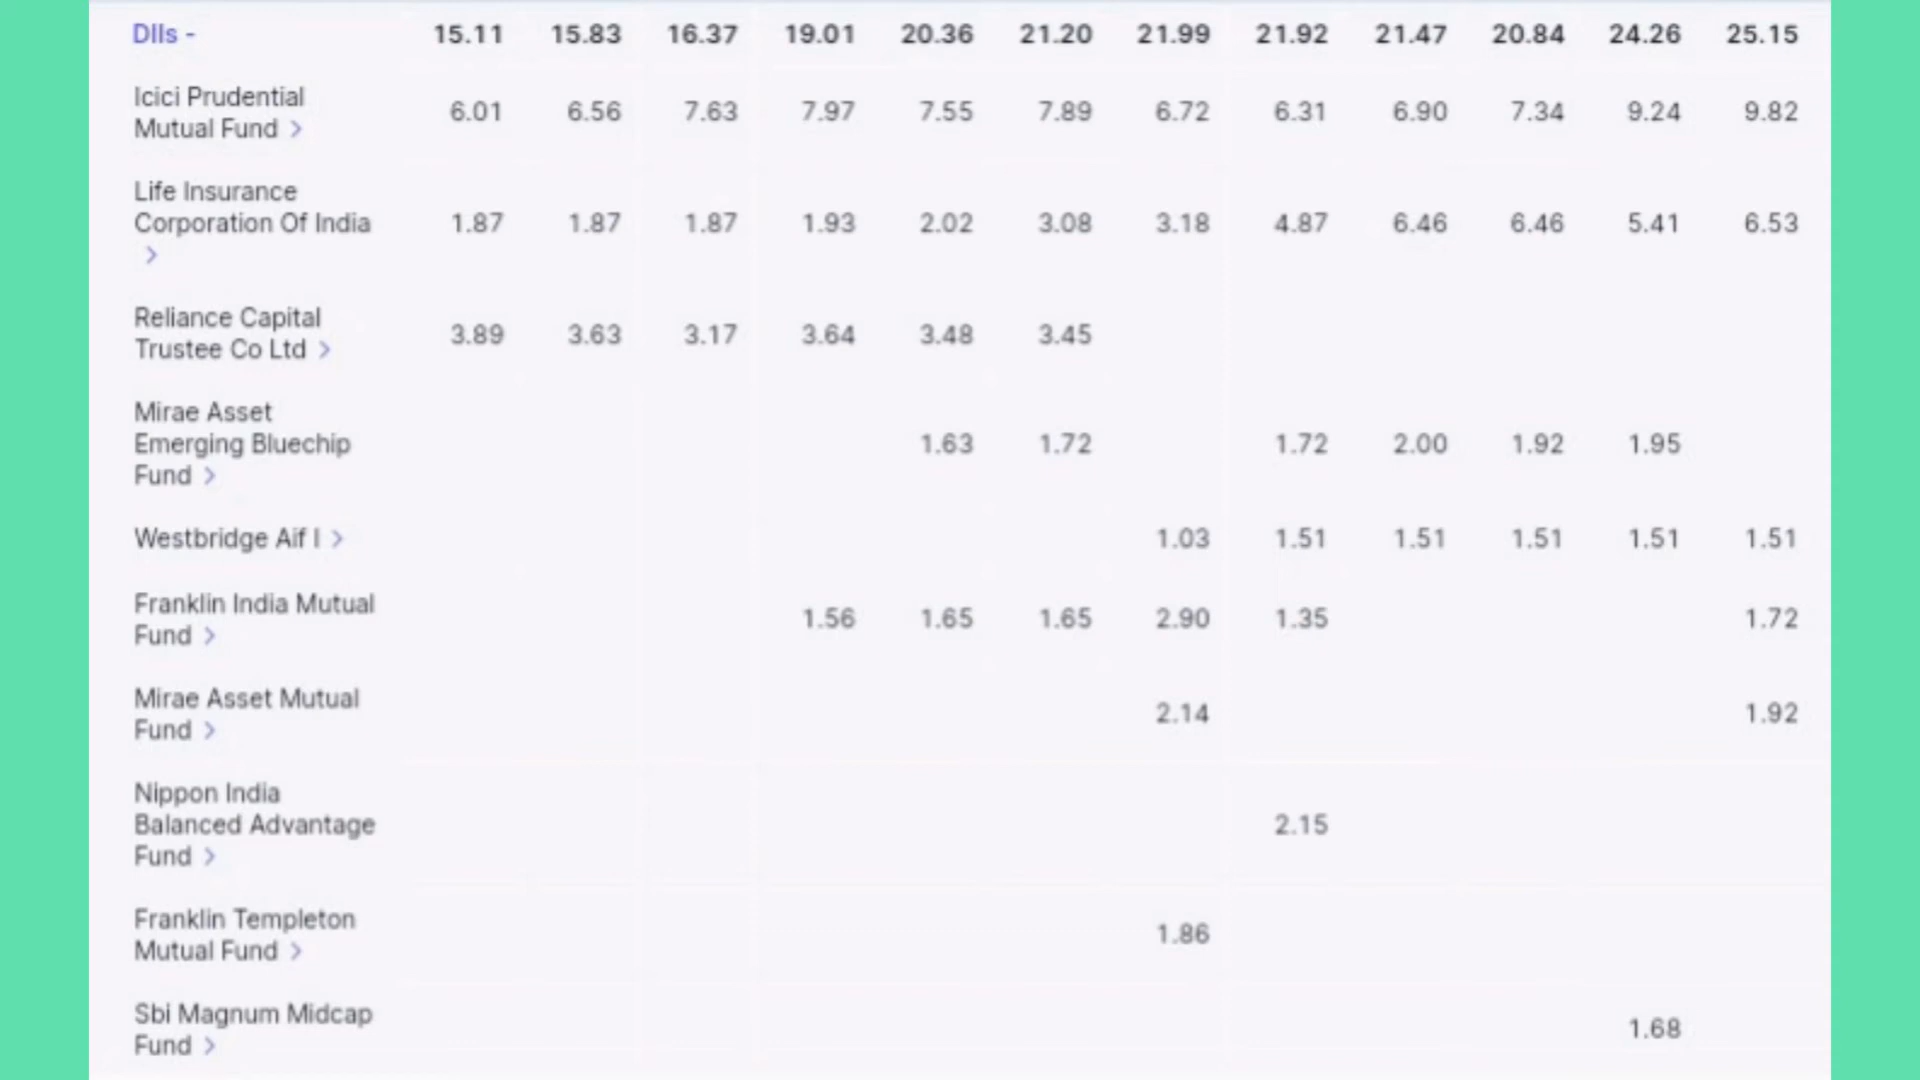 DIIs - 15.11 15.83 16.37 19.01 20.36 21.20 21.99 21.92 21.47 20.84 24.26 25.15
Icici Prudential
Mutual Fund > 6.01 6.56 7.63 7.97 7.55 7.89 6.72 6.31 6.90 7.34 9.24 9.82
Life Insurance
Corporation Of India 1.87 1.87 1.87 1.93 2.02 3.08 3.18 4.87 6.46 6.46 5.41 6.53
>
Reliance Capital
Trustee Co Ltd > 3.89 3.63 3.17 3.64 3.48 3.45
Mirae Asset
Emerging Bluechip 1.63 1.72 1.72 2.00 1.92 1.95
Fund >
Westbridge Aif I > 1.03 1.51 1.51 1.51 1.51 1.51
Franklin India Mutual
Fund > 1.56 1.65 1.65 2.90 1.35 1.72
Mirae Asset Mutual
Fund > 2.14 1.92
Nippon India
Balanced Advantage 2.15
Fund >
Franklin Templeton
Mutual Fund > 1.86
Sbi Magnum Midcap
Fund > 1.68